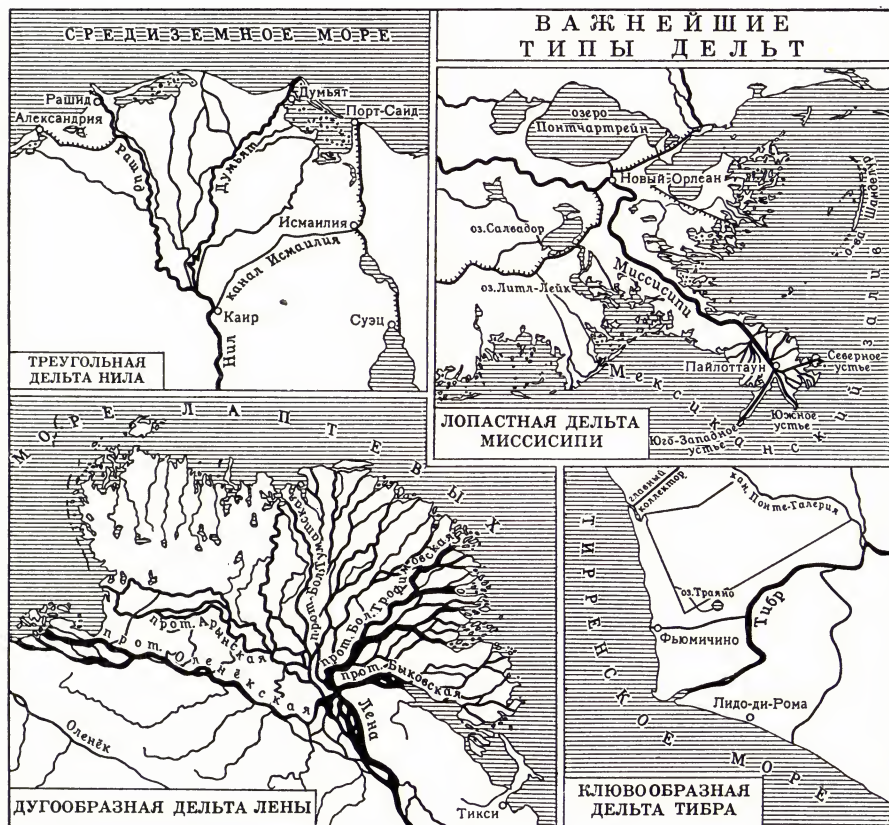 ВАЖНЕЙШИЕ
ТИПЫ ДЕЛЬТ
СРЕДИЗЕМНОЕ МОРЕ
Рашид
Александрия
Думьят
Порт-Саид
Рашид
Думьят
Исмаилия
канал Исмаилия
Каир
Суэц
Нил
ТРЕУГОЛЬНАЯ
ДЕЛЬТА НИЛА
озеро
Понтчартрейн
Новый-Орлеан
о-ва Шанделур
оз.Салвадор
оз.Литл-Лейк
Миссисипи
Пайлоттаун
Северное
устье
Южное
устье
Юго-Западное
устье
Мексиканский залив
ЛОПАСТНАЯ ДЕЛЬТА
МИССИСИПИ
МОРЕ ЛАПТЕВЫХ
прот. Бол.Туматская
прот. Бол.Трофимовская
прот. Арынская
прот. Оленёкская
прот. Быковская
Лена
Оленёк
Тикси
ДУГООБРАЗНАЯ ДЕЛЬТА ЛЕНЫ
главный
коллектор
кан. Понте-Галерия
оз.Траяно
Тибр
Фьюмичино
Лидо-ди-Рома
ТИРРЕНСКОЕ МОРЕ
КЛЮВООБРАЗНАЯ
ДЕЛЬТА ТИБРА